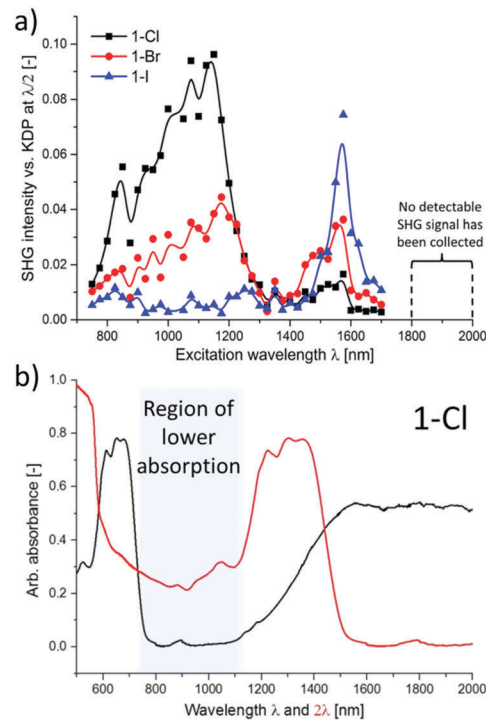 a)
1-Cl
1-Br
1-I
SHG intensity vs. KDP at λ/2 [-]
0.10
0.08
0.06
0.04
0.02
0.00
No detectable
SHG signal has
been collected
800 1000 1200 1400 1600 1800 2000
Excitation wavelength λ [nm]
b)
Arb. absorbance [-]
1.0
0.8
0.6
0.4
0.2
0.0
Region of
lower
absorption
1-Cl
600 800 1000 1200 1400 1600 1800 2000
Wavelength λ and 2λ [nm]